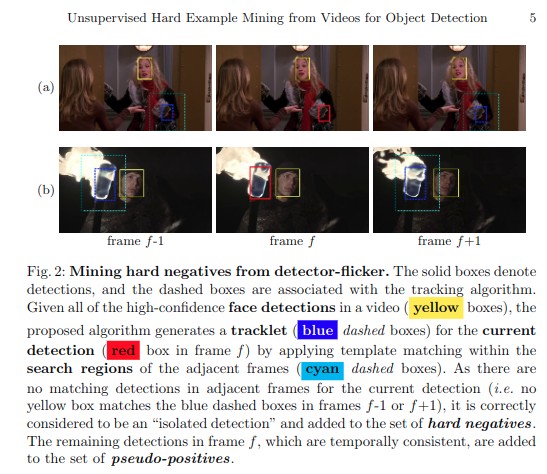 Unsupervised Hard Example Mining from Videos for Object Detection 5
(a)
(b)
frame f-1 frame f frame f+1
Fig. 2: Mining hard negatives from detector-flicker. The solid boxes denote
detections, and the dashed boxes are associated with the tracking algorithm.
Given all of the high-confidence face detections in a video ( yellow boxes), the
proposed algorithm generates a tracklet ( blue dashed boxes) for the current
detection ( red box in frame f) by applying template matching within the
search regions of the adjacent frames ( cyan dashed boxes). As there are
no matching detections in adjacent frames for the current detection (i.e. no
yellow box matches the blue dashed boxes in frames f-1 or f+1), it is correctly
considered to be an “isolated detection” and added to the set of hard negatives.
The remaining detections in frame f, which are temporally consistent, are added
to the set of pseudo-positives.